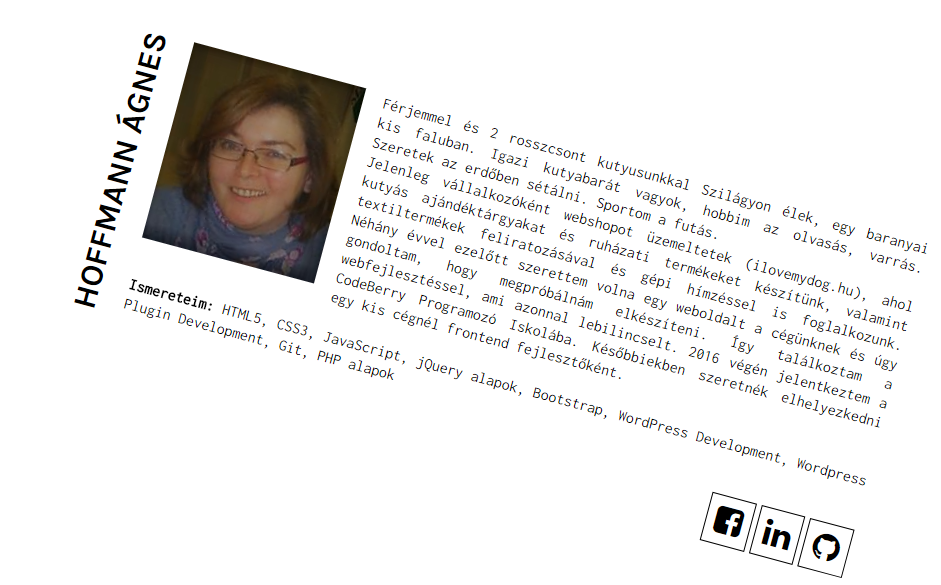 HOFFMANN ÁGNES
Férjemmel és 2 rosszcsont kutyusunkkal Szilágyon élek, egy baranyai
kis faluban. Igazi kutyabarát vagyok, hobbim az olvasás, varrás.
Szeretek az erdőben sétálni. Sportom a futás.
Jelenleg vállalkozóként webshopot üzemeltetek (ilovemydog.hu), ahol
kutyás ajándéktárgyakat és ruházati termékeket készítünk, valamint
textiltermékek feliratozásával és gépi hímzéssel is foglalkozunk.
Néhány évvel ezelőtt szerettem volna egy weboldalt a cégünknek és úgy
gondoltam, hogy megpróbálnám elkészíteni. Így találkoztam a
webfejlesztéssel, ami azonnal lebilincselt. 2016 végén jelentkeztem a
CodeBerry Programozó Iskolába. Későbbiekben szeretnék elhelyezkedni
egy kis cégnél frontend fejlesztőként.
Ismereteim: HTML5, CSS3, JavaScript, jQuery alapok, Bootstrap, WordPress Development, Wordpress
Plugin Development, Git, PHP alapok